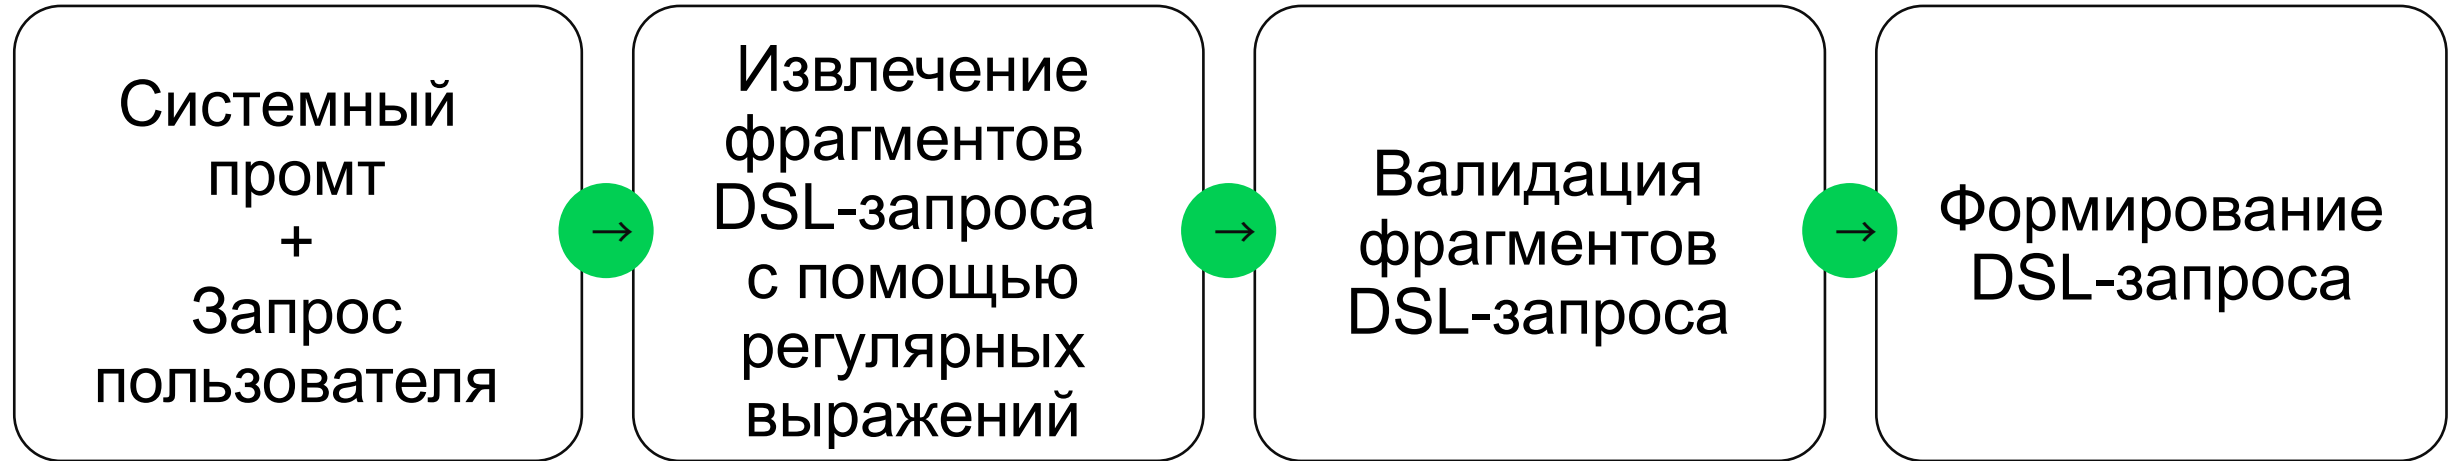 Системный
промт
+
Запрос
пользователя
→
Извлечение
фрагментов
DSL-запроса
с помощью
регулярных
выражений
→
Валидация
фрагментов
DSL-запроса
→
Формирование
DSL-запроса